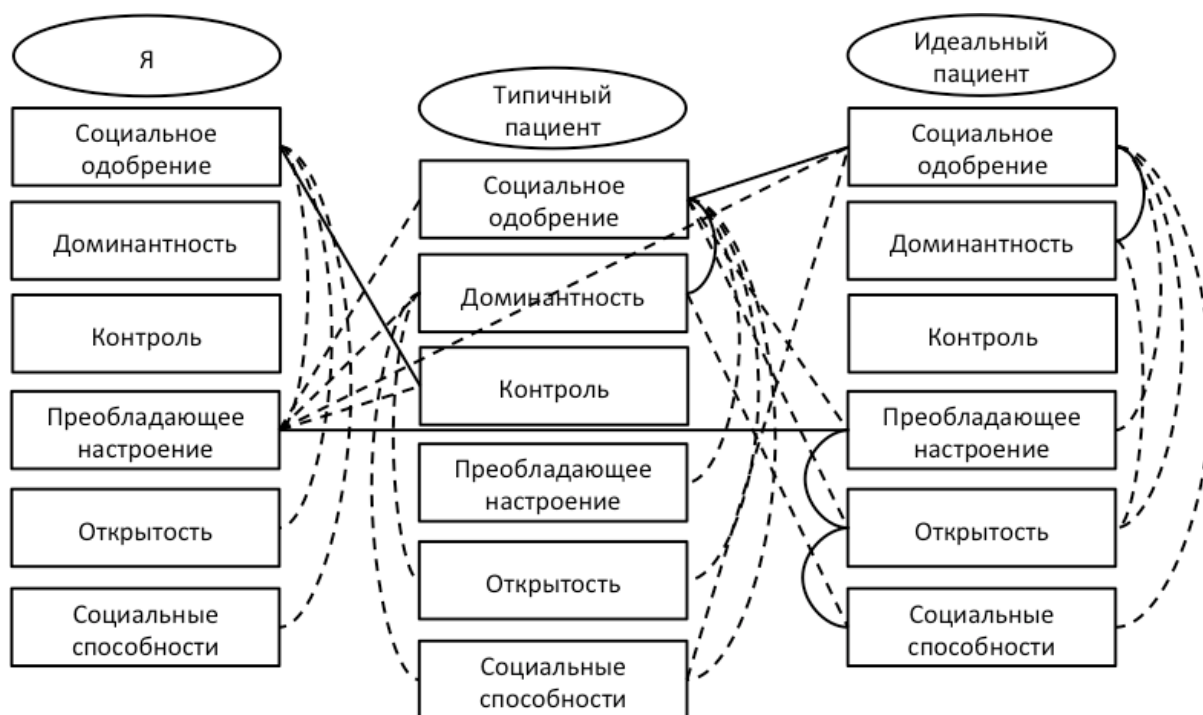 Я
Социальное
одобрение
Доминантность
Контроль
Преобладающее
настроение
Открытость
Социальные
способности
Типичный
пациент
Социальное
одобрение
Доминантность
Контроль
Преобладающее
настроение
Открытость
Социальные
способности
Идеальный
пациент
Социальное
одобрение
Доминантность
Контроль
Преобладающее
настроение
Открытость
Социальные
способности